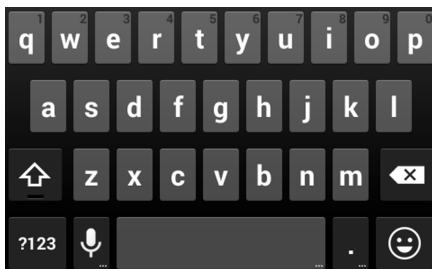 1 2 3 4 5 6 7 8 9 0
q w e r t y u i o p
a s d f g h j k l
z x c v b n m
?123 ... ... . ...